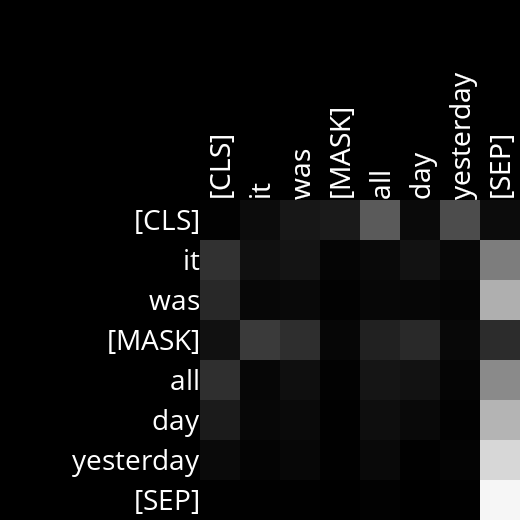 [CLS] it was [MASK] all day yesterday [SEP]
[CLS]
it
was
[MASK]
all
day
yesterday
[SEP]